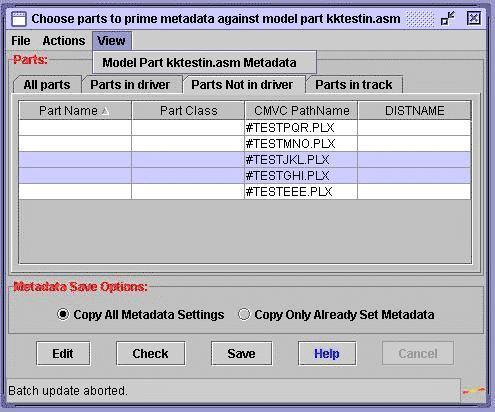 Choose parts to prime metadata against model part kktestin.asm
File Actions View
Model Part kktestin.asm Metadata
Parts:
All parts Parts in driver Parts Not in driver Parts in track
Part Name Part Class CMVC PathName DISTNAME
#TESTPQR.PLX
#TESTMNO.PLX
#TESTJKL.PLX
#TESTGHI.PLX
#TESTEEE.PLX
Metadata Save Options:
Copy All Metadata Settings Copy Only Already Set Metadata
Edit Check Save Help Cancel
Batch update aborted.